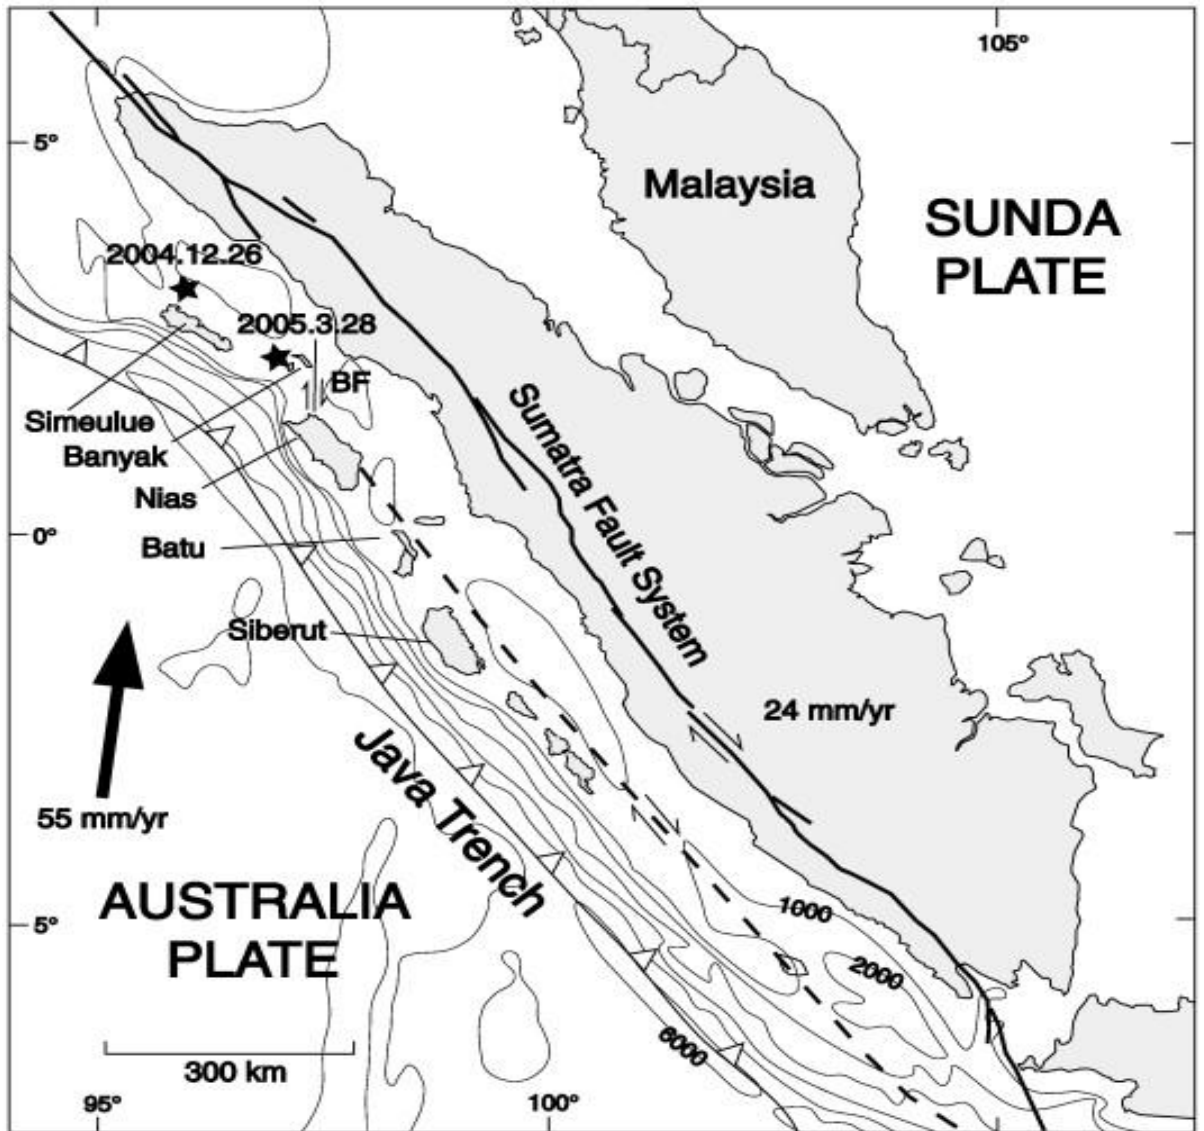 105°
5°
Malaysia
SUNDA
PLATE
2004.12.26
2005.3.28
BF
Simeulue
Banyak
Nias
Sumatra Fault System
0°
Batu
Siberut
24 mm/yr
Java Trench
55 mm/yr
AUSTRALIA
PLATE
5°
1000
2000
6000
300 km
95°
100°